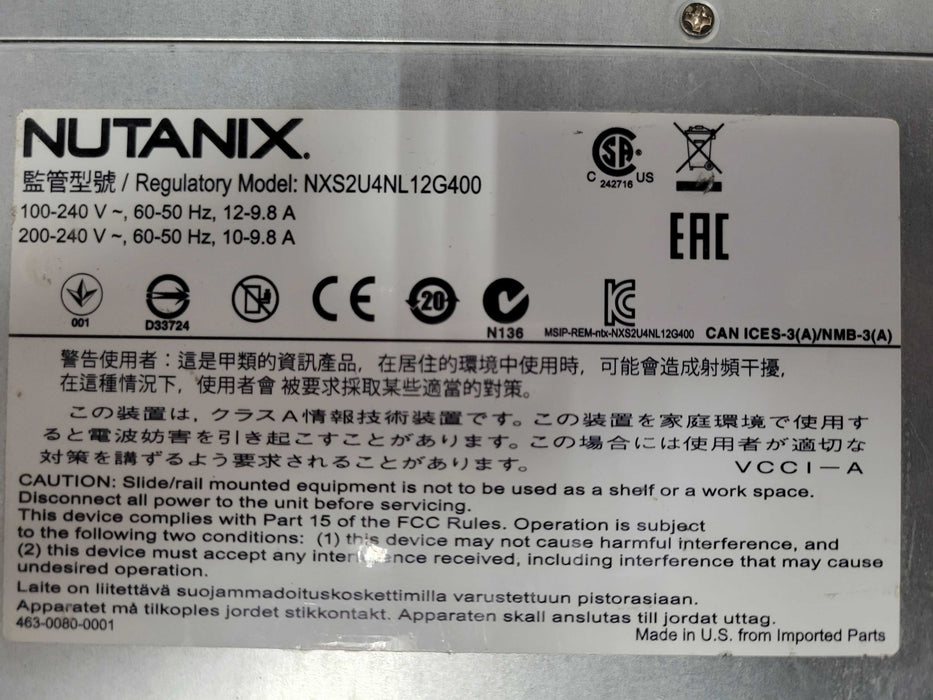 NUTANIX.
監管型號 / Regulatory Model: NXS2U4NL12G400
100-240 V ~, 60-50 Hz, 12-9.8 A
200-240 V ~, 60-50 Hz, 10-9.8 A
CSA
C 242716 US
EAC
001
D33724
CE
20
N136
KC
MSIP-REM-ntx-NXS2U4NL12G400
CAN ICES-3(A)/NMB-3(A)
警告使用者：這是甲類的資訊產品，在居住的環境中使用時，可能會造成射頻干擾，
在這種情況下，使用者會 被要求採取某些適當的對策。
この装置は，クラスA情報技術装置です。この装置を家庭環境で使用す
ると電波妨害を引き起こすことがあります。この場合には使用者が適切な
対策を講ずるよう要求されることがあります。 VCCI－A
CAUTION: Slide/rail mounted equipment is not to be used as a shelf or a work space.
Disconnect all power to the unit before servicing.
This device complies with Part 15 of the FCC Rules. Operation is subject
to the following two conditions: (1) this device may not cause harmful interference, and
(2) this device must accept any interference received, including interference that may cause
undesired operation.
Laite on liitettävä suojammadoituskoskettimilla varustettuun pistorasiaan.
Apparatet må tilkoples jordet stikkontakt. Apparaten skall anslutas till jordat uttag.
463-0080-0001
Made in U.S. from Imported Parts